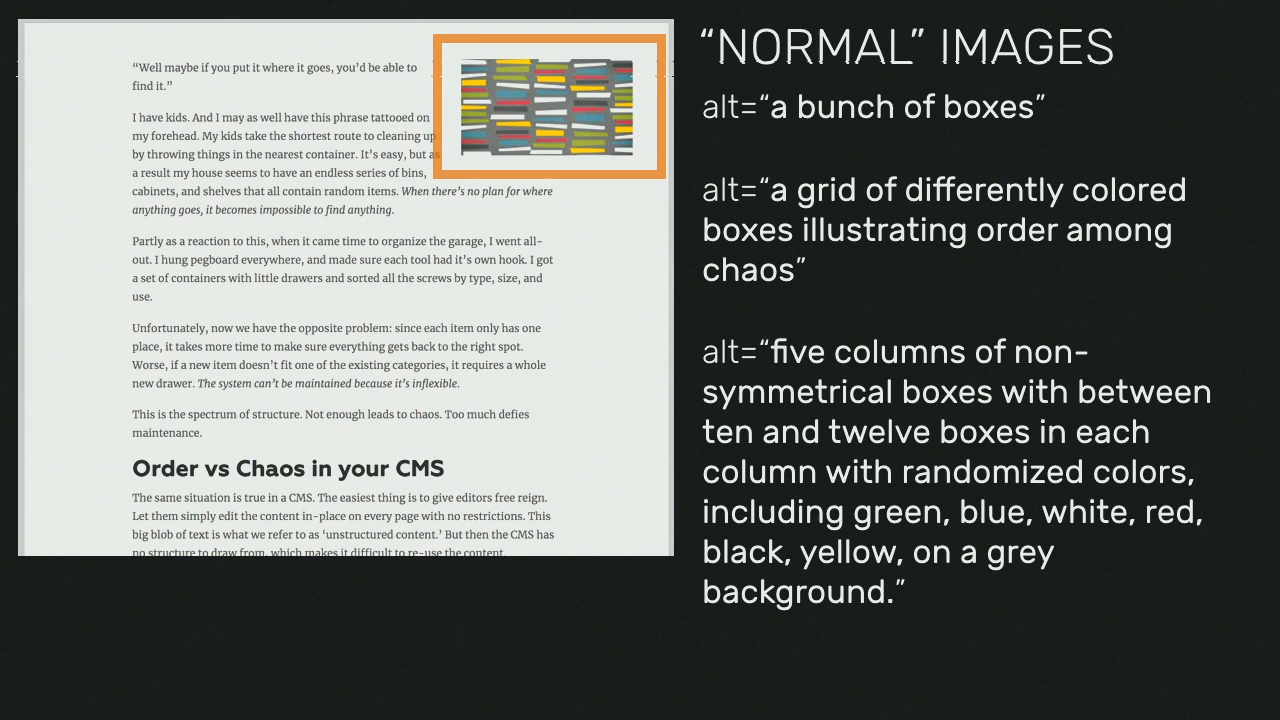 “Well maybe if you put it where it goes, you’d be able to
find it.”
I have kids. And I may as well have this phrase tattooed on
my forehead. My kids take the shortest route to cleaning up
by throwing things in the nearest container. It’s easy, but as
a result my house seems to have an endless series of bins,
cabinets, and shelves that all contain random items. When there’s no plan for where
anything goes, it becomes impossible to find anything.
Partly as a reaction to this, when it came time to organize the garage, I went all-
out. I hung pegboard everywhere, and made sure each tool had it’s own hook. I got
a set of containers with little drawers and sorted all the screws by type, size, and
use.
Unfortunately, now we have the opposite problem: since each item only has one
place, it takes more time to make sure everything gets back to the right spot.
Worse, if a new item doesn’t fit one of the existing categories, it requires a whole
new drawer. The system can’t be maintained because it’s inflexible.
This is the spectrum of structure. Not enough leads to chaos. Too much defies
maintenance.
Order vs Chaos in your CMS
The same situation is true in a CMS. The easiest thing is to give editors free reign.
Let them simply edit the content in-place on every page with no restrictions. This
big blob of text is what we refer to as ‘unstructured content.’ But then the CMS has
no structure to draw from, which makes it difficult to re-use the content.
“NORMAL” IMAGES
alt=“a bunch of boxes”
alt=“a grid of differently colored
boxes illustrating order among
chaos”
alt=“five columns of non-
symmetrical boxes with between
ten and twelve boxes in each
column with randomized colors,
including green, blue, white, red,
black, yellow, on a grey
background.”